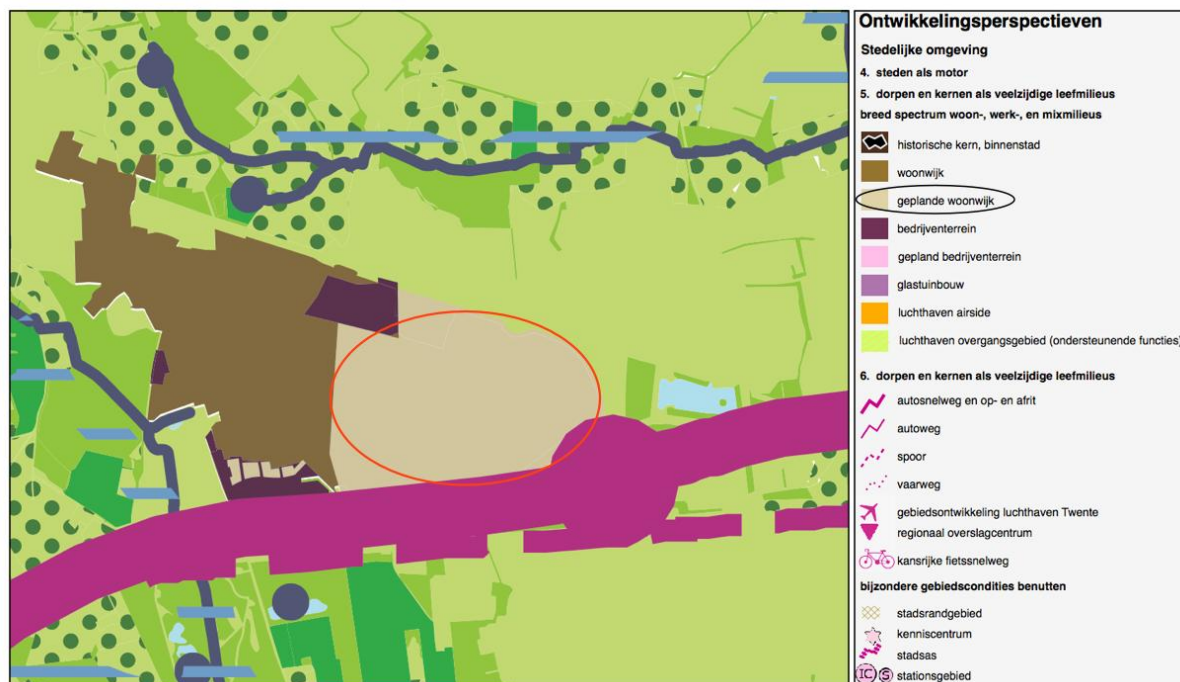 Ontwikkelingsperspectieven
Stedelijke omgeving
4. steden als motor
5. dorpen en kernen als veelzijdige leefmilieus
breed spectrum woon-, werk-, en mixmilieus
historische kern, binnenstad
woonwijk
geplande woonwijk
bedrijventerrein
gepland bedrijventerrein
glastuinbouw
luchthaven airside
luchthaven overgangsgebied (ondersteunende functies)
6. dorpen en kernen als veelzijdige leefmilieus
autosnelweg en op- en afrit
autoweg
spoor
vaarweg
gebiedsontwikkeling luchthaven Twente
regionaal overslagcentrum
kansrijke fietssnelweg
bijzondere gebiedscondities benutten
stadsrandgebied
kenniscentrum
stadsas
IC S stationsgebied